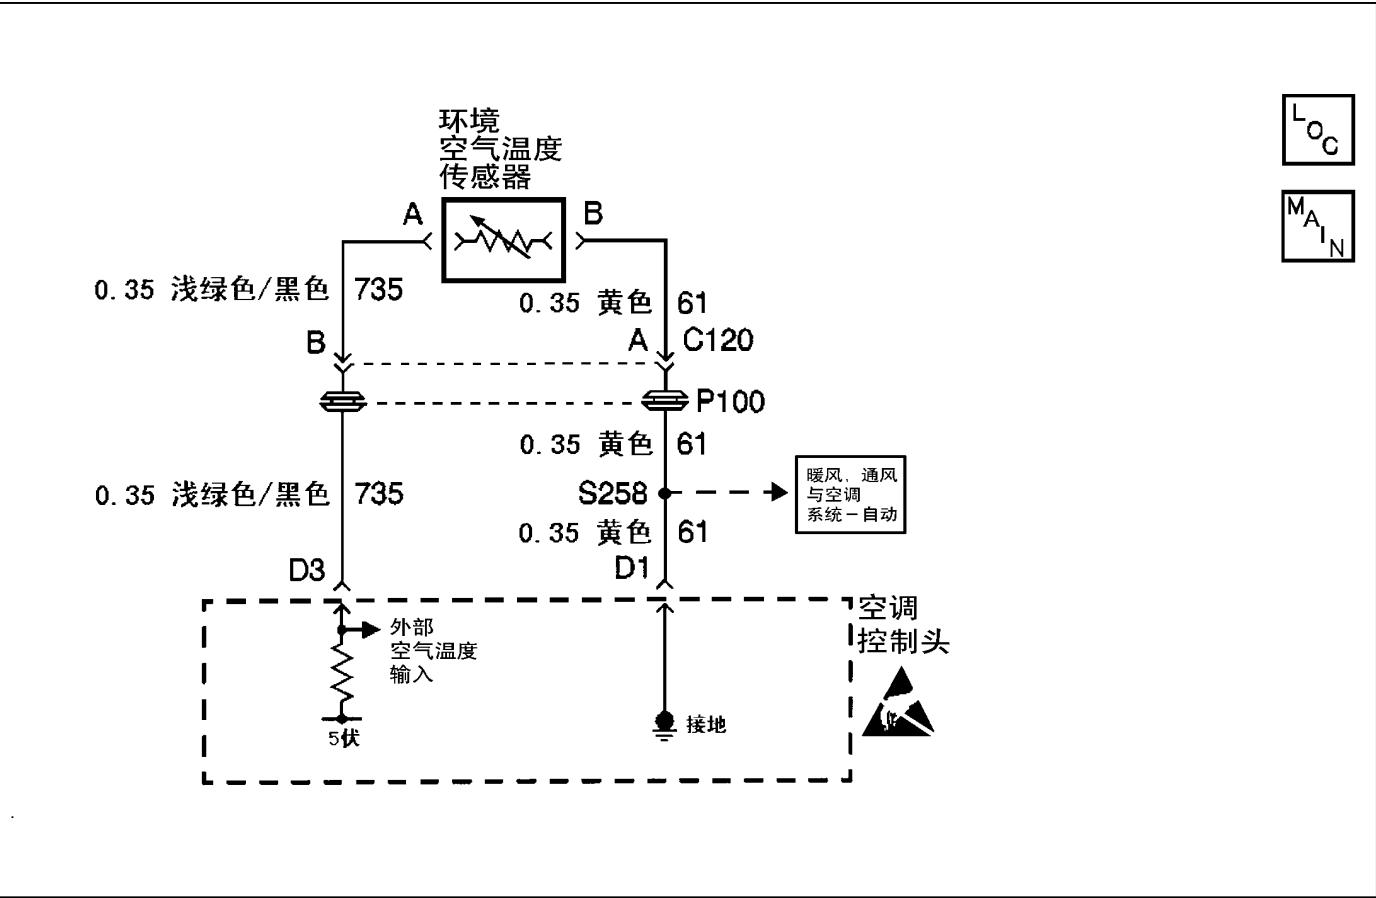 环境
空气温度
传感器
A
B
0.35 浅绿色/黑色 735
0.35 黄色 61
B
A C120
P100
0.35 黄色 61
0.35 浅绿色/黑色 735
S258
暖风、通风
与空调
系统－自动
0.35 黄色 61
D3
D1
空调
控制头
外部
空气温度
输入
5伏
接地
LOC
MAIN